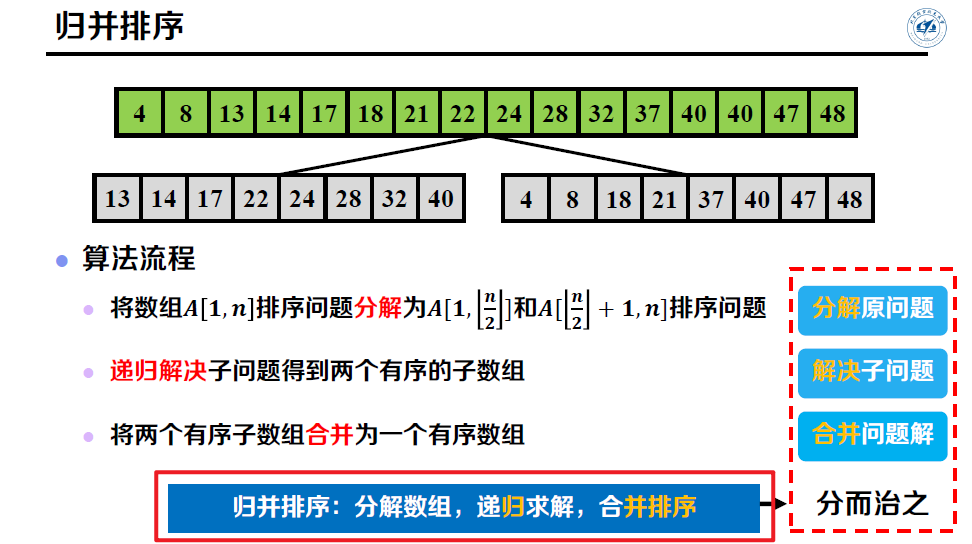 归并排序
4 8 13 14 17 18 21 22 24 28 32 37 40 40 47 48
13 14 17 22 24 28 32 40
4 8 18 21 37 40 47 48
算法流程
将数组A[1,n]排序问题分解为A[1,⌊n/2⌋]和A[⌊n/2⌋+1,n]排序问题
递归解决子问题得到两个有序的子数组
将两个有序子数组合并为一个有序数组
归并排序：分解数组，递归求解，合并排序
分解原问题
解决子问题
合并问题解
分而治之